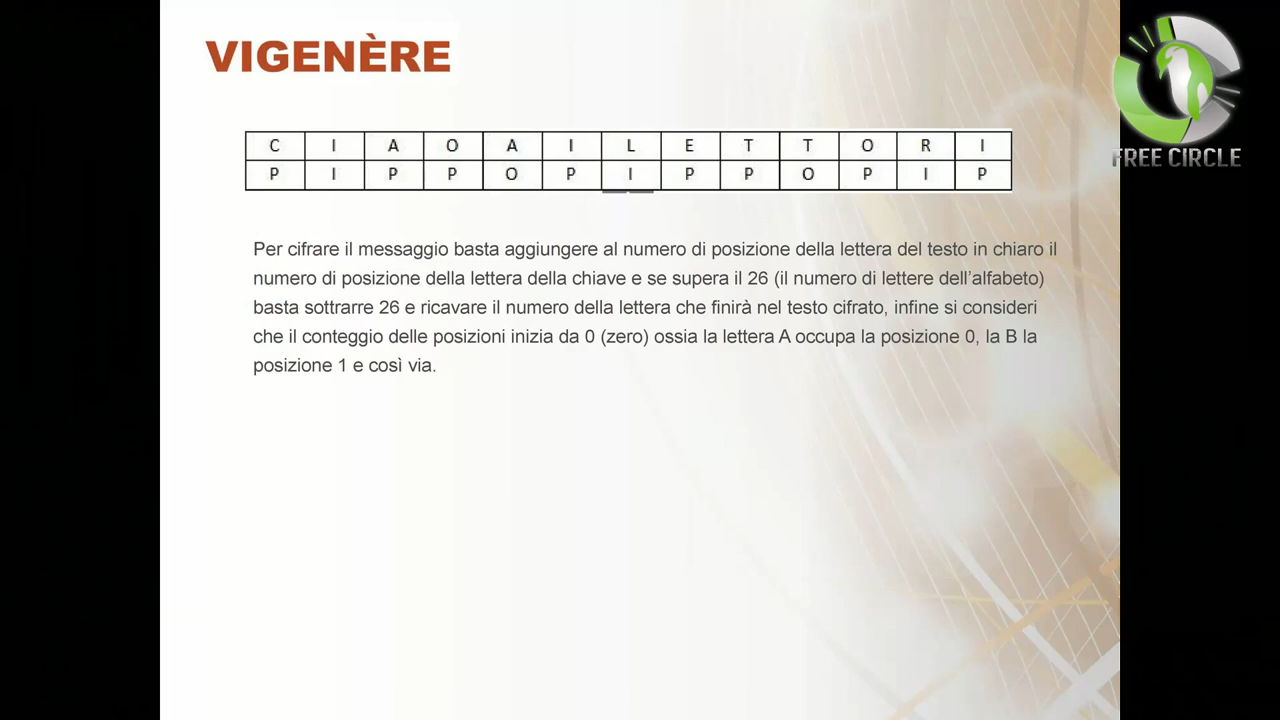 VIGENÈRE
FREE CIRCLE
C I A O A I L E T T O R I
P I P P O P I P P O P I P
Per cifrare il messaggio basta aggiungere al numero di posizione della lettera del testo in chiaro il
numero di posizione della lettera della chiave e se supera il 26 (il numero di lettere dell'alfabeto)
basta sottrarre 26 e ricavare il numero della lettera che finirà nel testo cifrato, infine si consideri
che il conteggio delle posizioni inizia da 0 (zero) ossia la lettera A occupa la posizione 0, la B la
posizione 1 e così via.